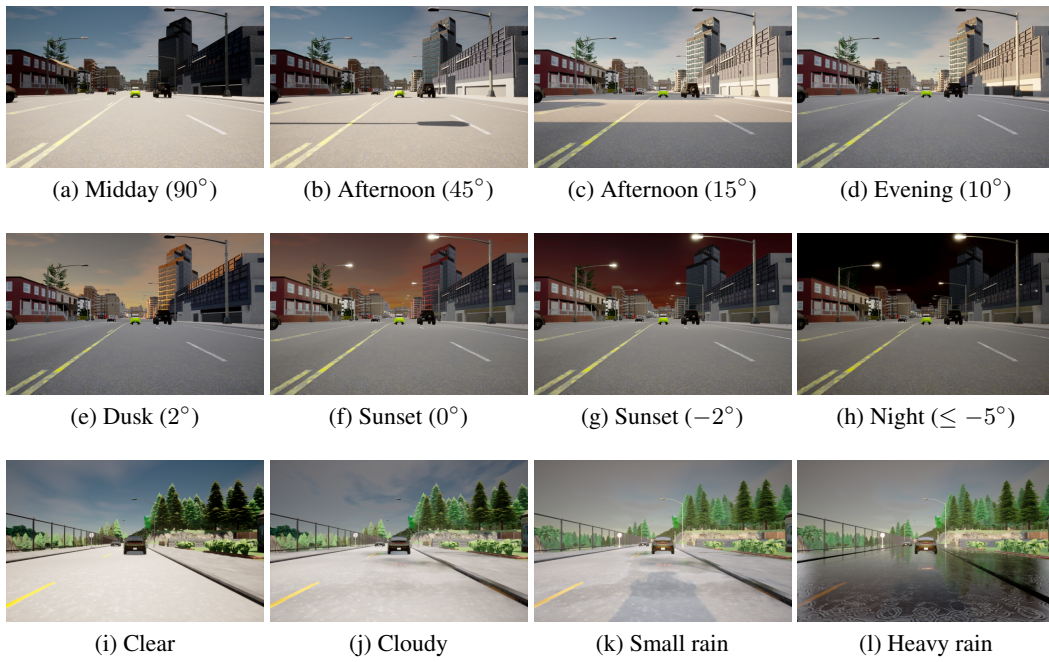 (a) Midday (90°)
(b) Afternoon (45°)
(c) Afternoon (15°)
(d) Evening (10°)
(e) Dusk (2°)
(f) Sunset (0°)
(g) Sunset (−2°)
(h) Night (≤ −5°)
(i) Clear
(j) Cloudy
(k) Small rain
(l) Heavy rain